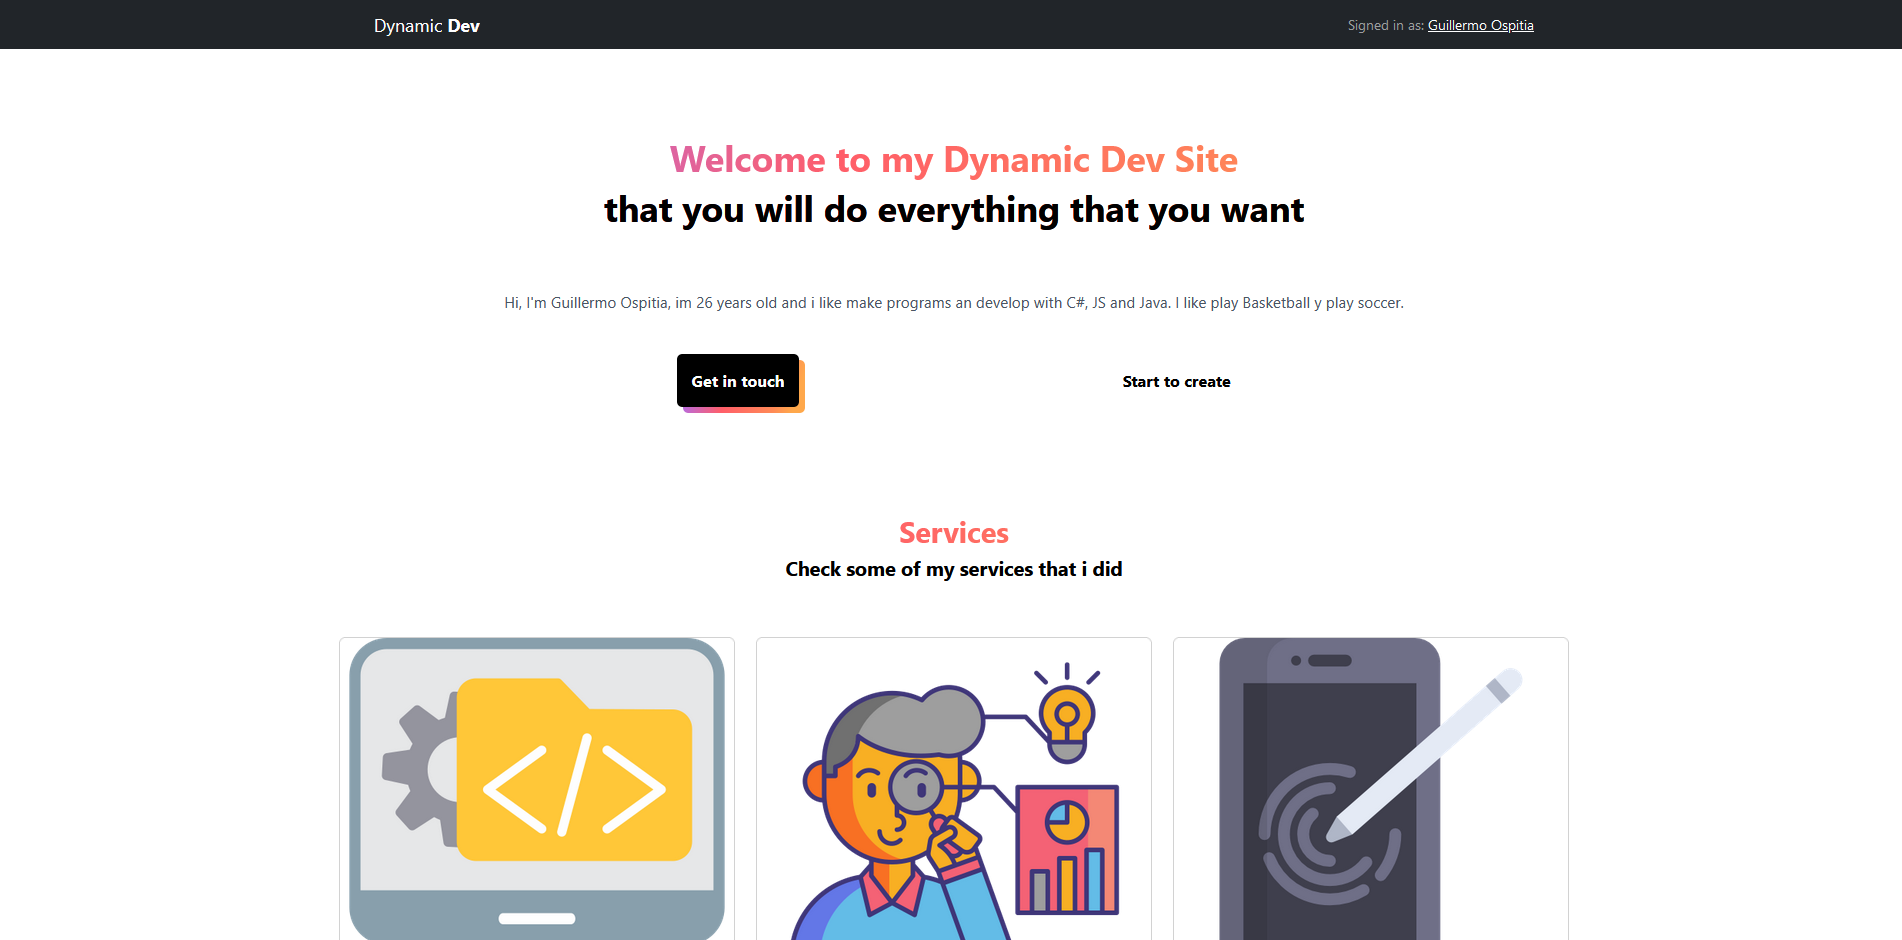 Dynamic Dev
Signed in as: Guillermo Ospitia
Welcome to my Dynamic Dev Site
that you will do everything that you want
Hi, I'm Guillermo Ospitia, im 26 years old and i like make programs an develop with C#, JS and Java. I like play Basketball y play soccer.
Get in touch
Start to create
Services
Check some of my services that i did